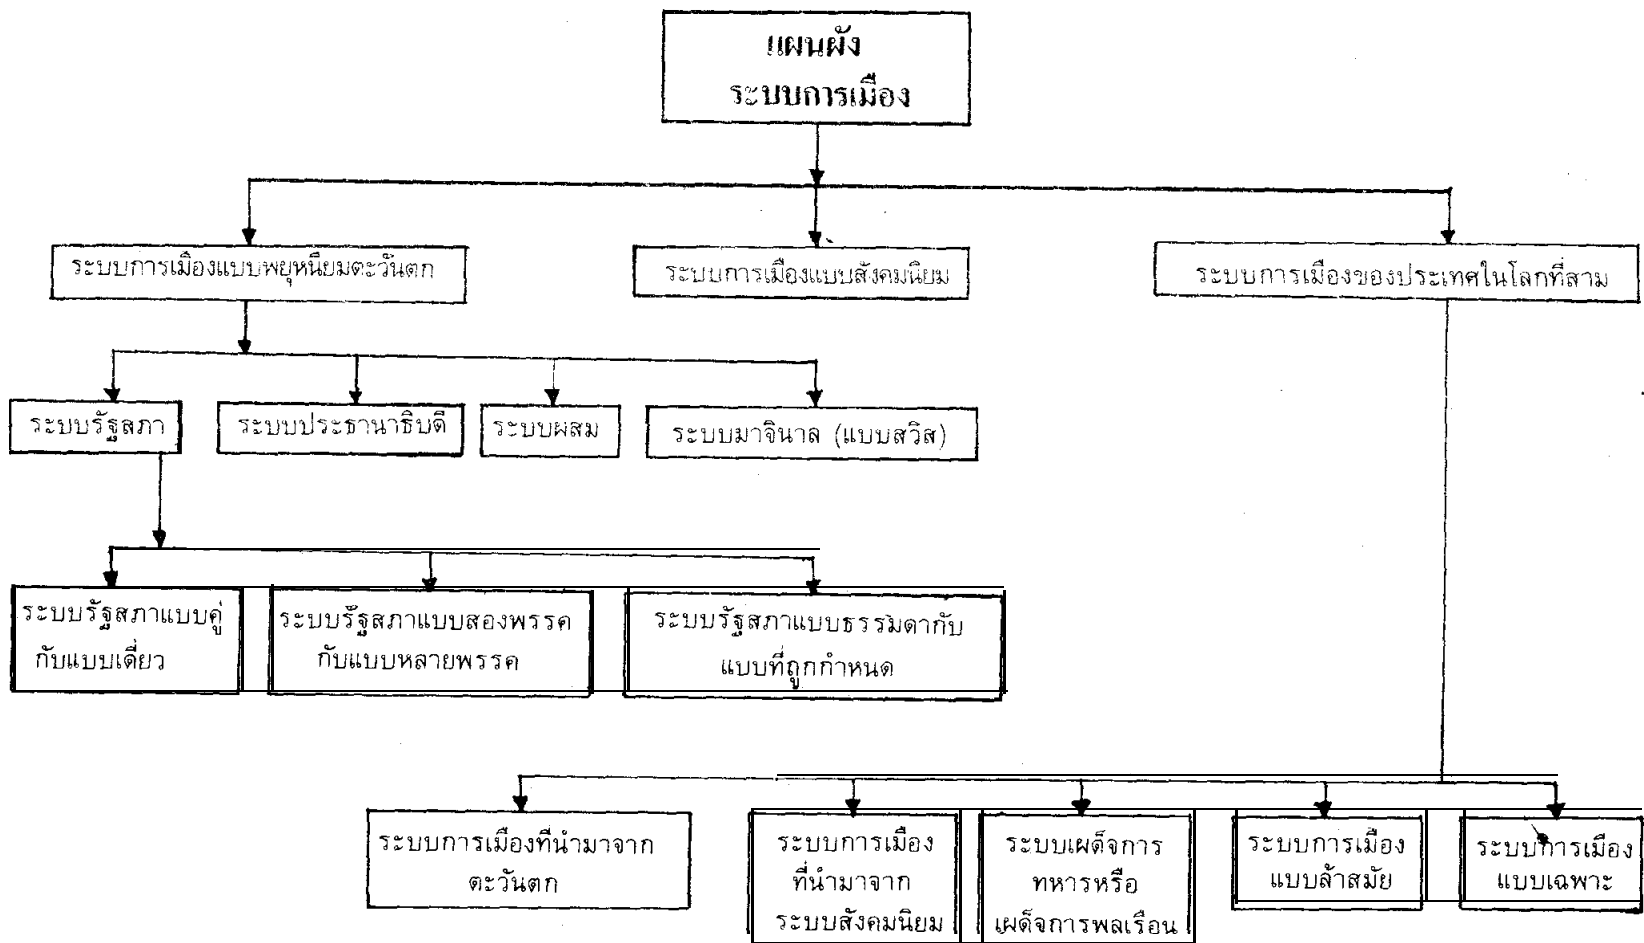 แผนผัง
ระบบการเมือง
ระบบการเมืองแบบพยุหนิยมตะวันตก
ระบบการเมืองแบบสังคมนิยม
ระบบการเมืองของประเทศในโลกที่สาม
ระบบรัฐสภา
ระบบประธานาธิบดี
ระบบผสม
ระบบมาจินาล (แบบสวิส)
ระบบรัฐสภาแบบคู่
กับแบบเดี่ยว
ระบบรัฐสภาแบบสองพรรค
กับแบบหลายพรรค
ระบบรัฐสภาแบบธรรมดากับ
แบบที่ถูกกำหนด
ระบบการเมืองที่นำมาจาก
ตะวันตก
ระบบการเมือง
ที่นำมาจาก
ระบบสังคมนิยม
ระบบเผด็จการ
ทหารหรือ
เผด็จการพลเรือน
ระบบการเมือง
แบบล้าสมัย
ระบบการเมือง
แบบเฉพาะ